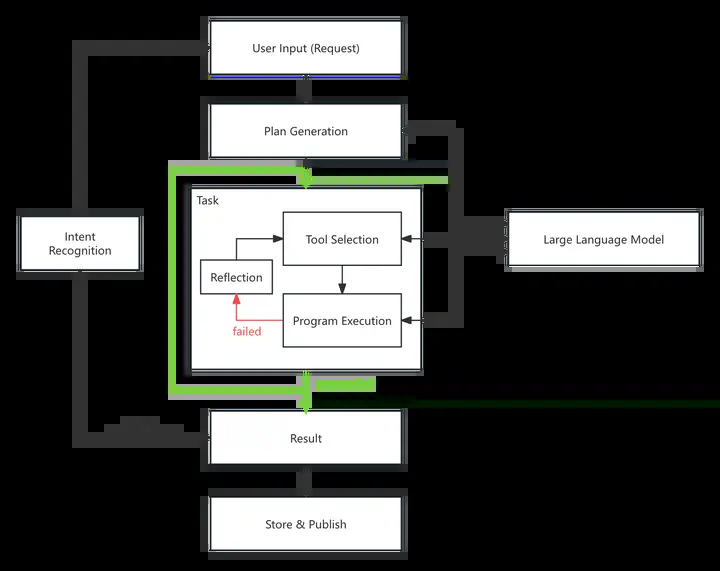 User Input (Request)
Plan Generation
Task
Tool Selection
Intent
Recognition
Large Language Model
Reflection
Program Execution
failed
Result
Store & Publish